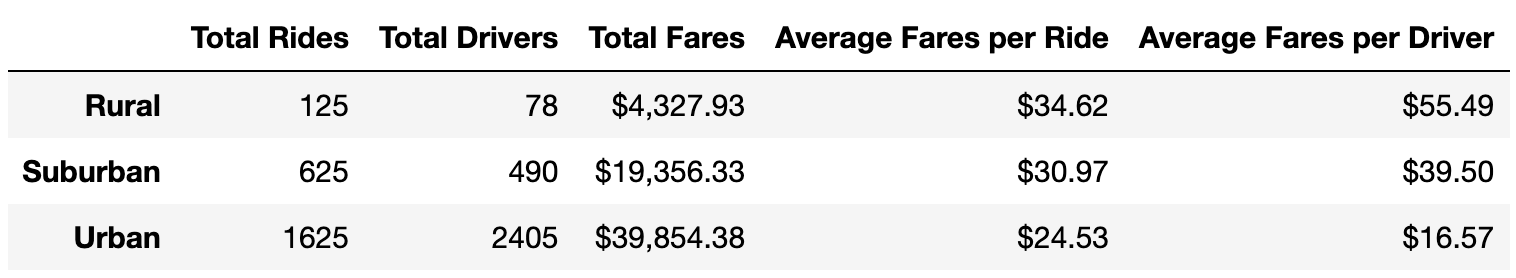 Total Rides Total Drivers Total Fares Average Fares per Ride Average Fares per Driver
Rural 125 78 $4,327.93 $34.62 $55.49
Suburban 625 490 $19,356.33 $30.97 $39.50
Urban 1625 2405 $39,854.38 $24.53 $16.57